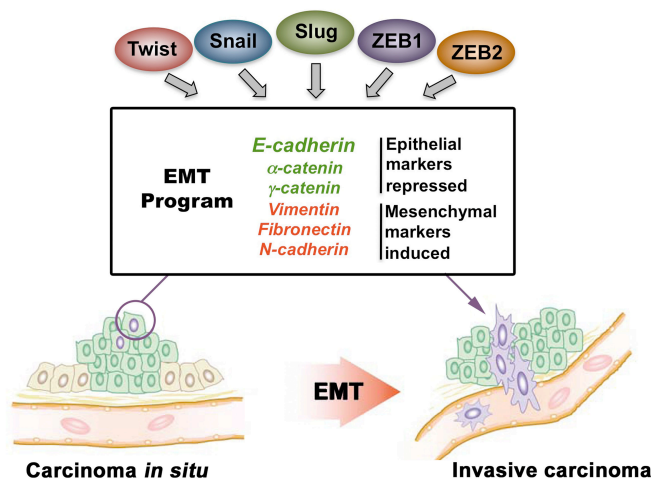 Twist
Snail
Slug
ZEB1
ZEB2
EMT
Program
E-cadherin
α-catenin
γ-catenin
Epithelial
markers
repressed
Vimentin
Fibronectin
N-cadherin
Mesenchymal
markers
induced
EMT
Carcinoma in situ
Invasive carcinoma